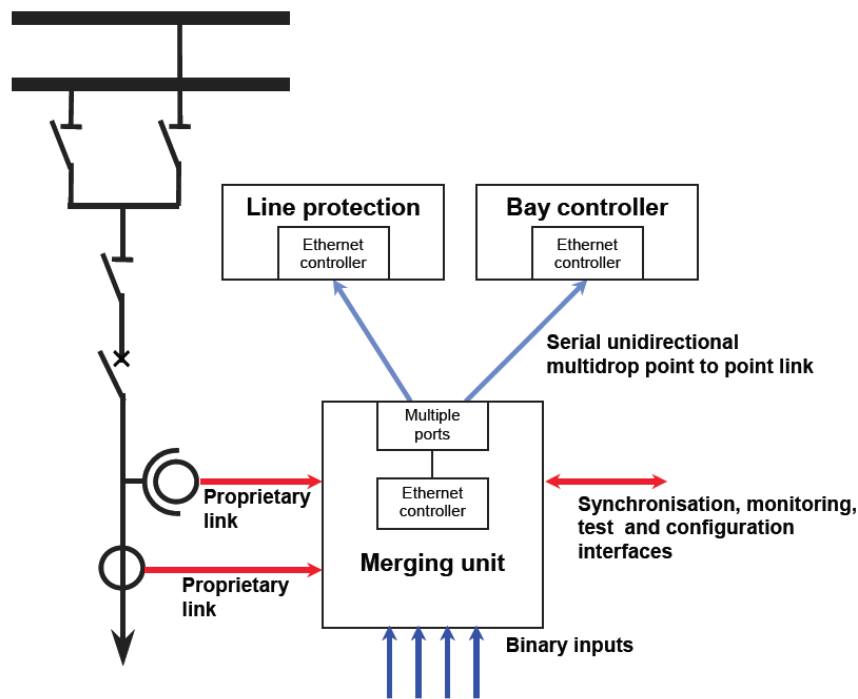 Line protection
Ethernet
controller
Bay controller
Ethernet
controller
Serial unidirectional
multidrop point to point link
Multiple
ports
Ethernet
controller
Merging unit
Proprietary
link
Proprietary
link
Synchronisation, monitoring,
test and configuration
interfaces
Binary inputs